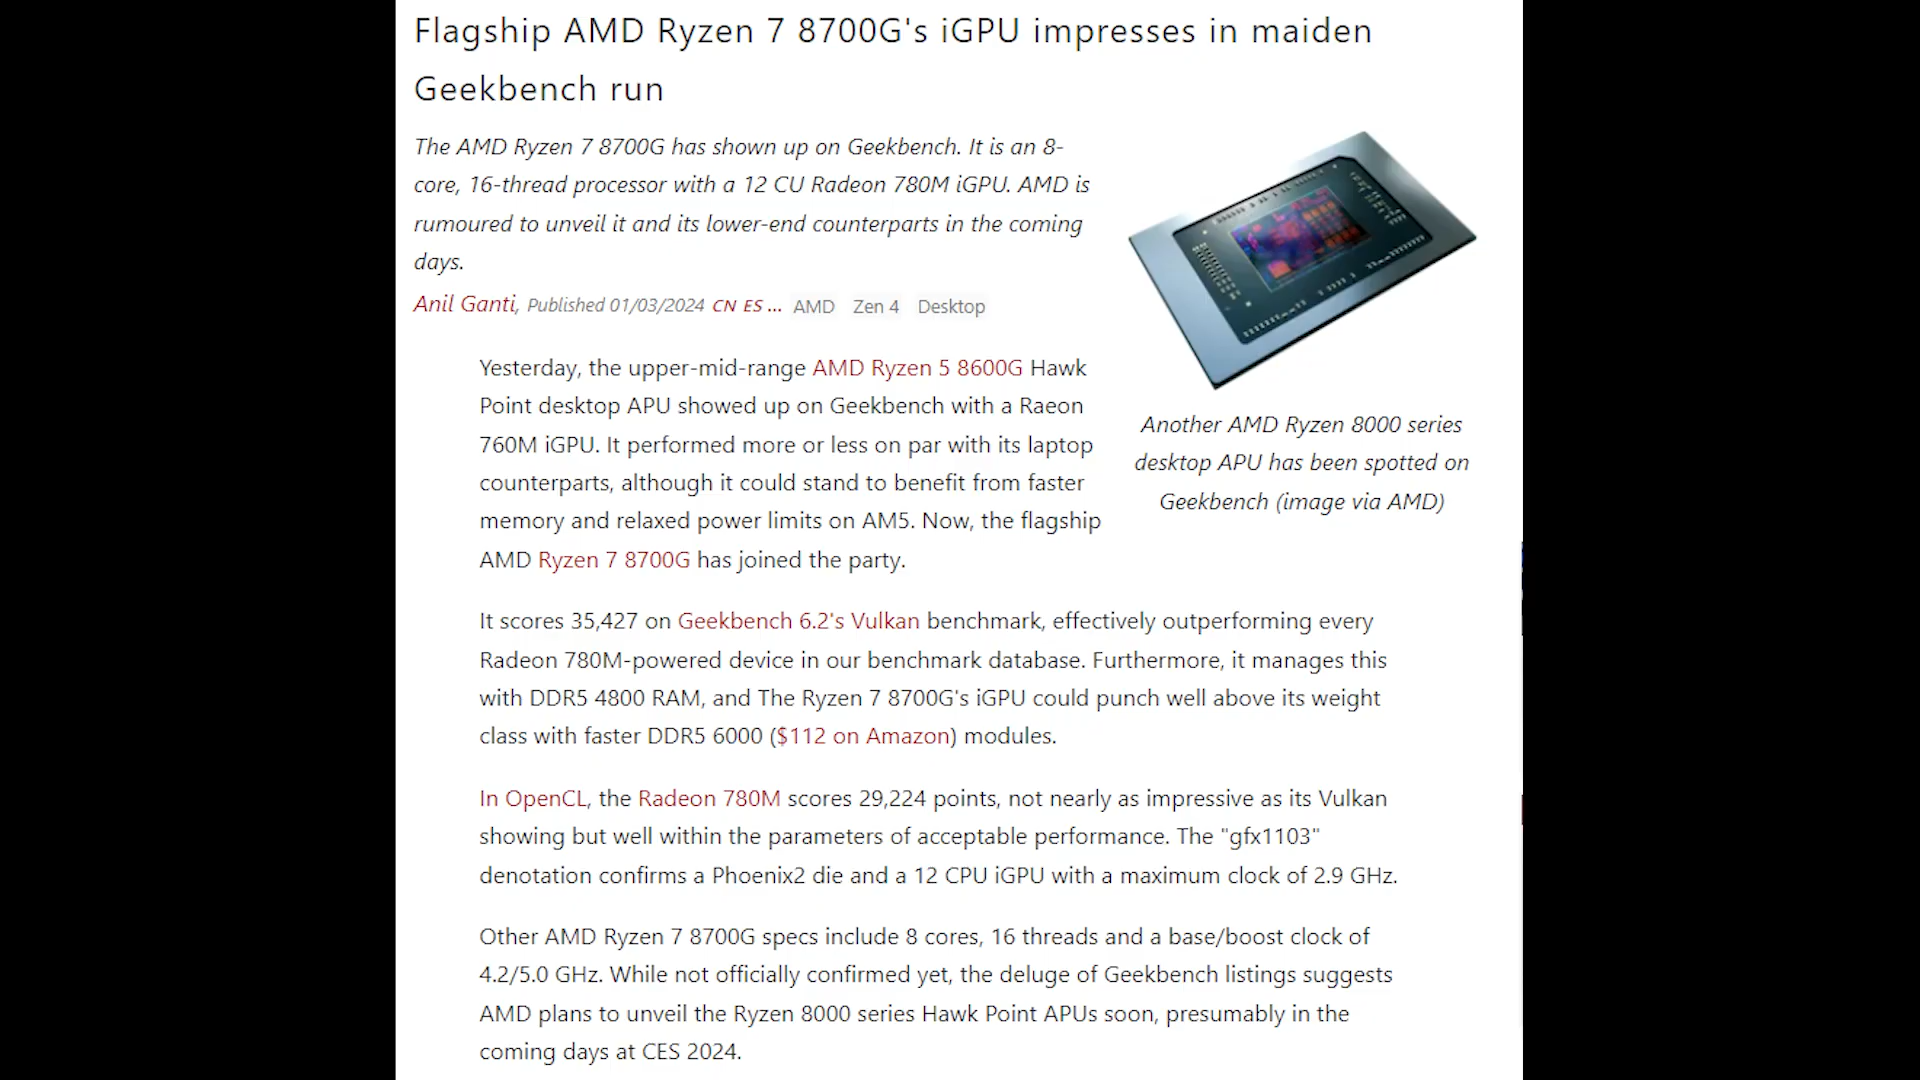 Flagship AMD Ryzen 7 8700G's iGPU impresses in maiden
Geekbench run
The AMD Ryzen 7 8700G has shown up on Geekbench. It is an 8-
core, 16-thread processor with a 12 CU Radeon 780M iGPU. AMD is
rumoured to unveil it and its lower-end counterparts in the coming
days.
Anil Ganti, Published 01/03/2024 CN ES ... AMD Zen 4 Desktop
Another AMD Ryzen 8000 series
desktop APU has been spotted on
Geekbench (image via AMD)
Yesterday, the upper-mid-range AMD Ryzen 5 8600G Hawk
Point desktop APU showed up on Geekbench with a Raeon
760M iGPU. It performed more or less on par with its laptop
counterparts, although it could stand to benefit from faster
memory and relaxed power limits on AM5. Now, the flagship
AMD Ryzen 7 8700G has joined the party.
It scores 35,427 on Geekbench 6.2's Vulkan benchmark, effectively outperforming every
Radeon 780M-powered device in our benchmark database. Furthermore, it manages this
with DDR5 4800 RAM, and The Ryzen 7 8700G's iGPU could punch well above its weight
class with faster DDR5 6000 ($112 on Amazon) modules.
In OpenCL, the Radeon 780M scores 29,224 points, not nearly as impressive as its Vulkan
showing but well within the parameters of acceptable performance. The "gfx1103"
denotation confirms a Phoenix2 die and a 12 CPU iGPU with a maximum clock of 2.9 GHz.
Other AMD Ryzen 7 8700G specs include 8 cores, 16 threads and a base/boost clock of
4.2/5.0 GHz. While not officially confirmed yet, the deluge of Geekbench listings suggests
AMD plans to unveil the Ryzen 8000 series Hawk Point APUs soon, presumably in the
coming days at CES 2024.